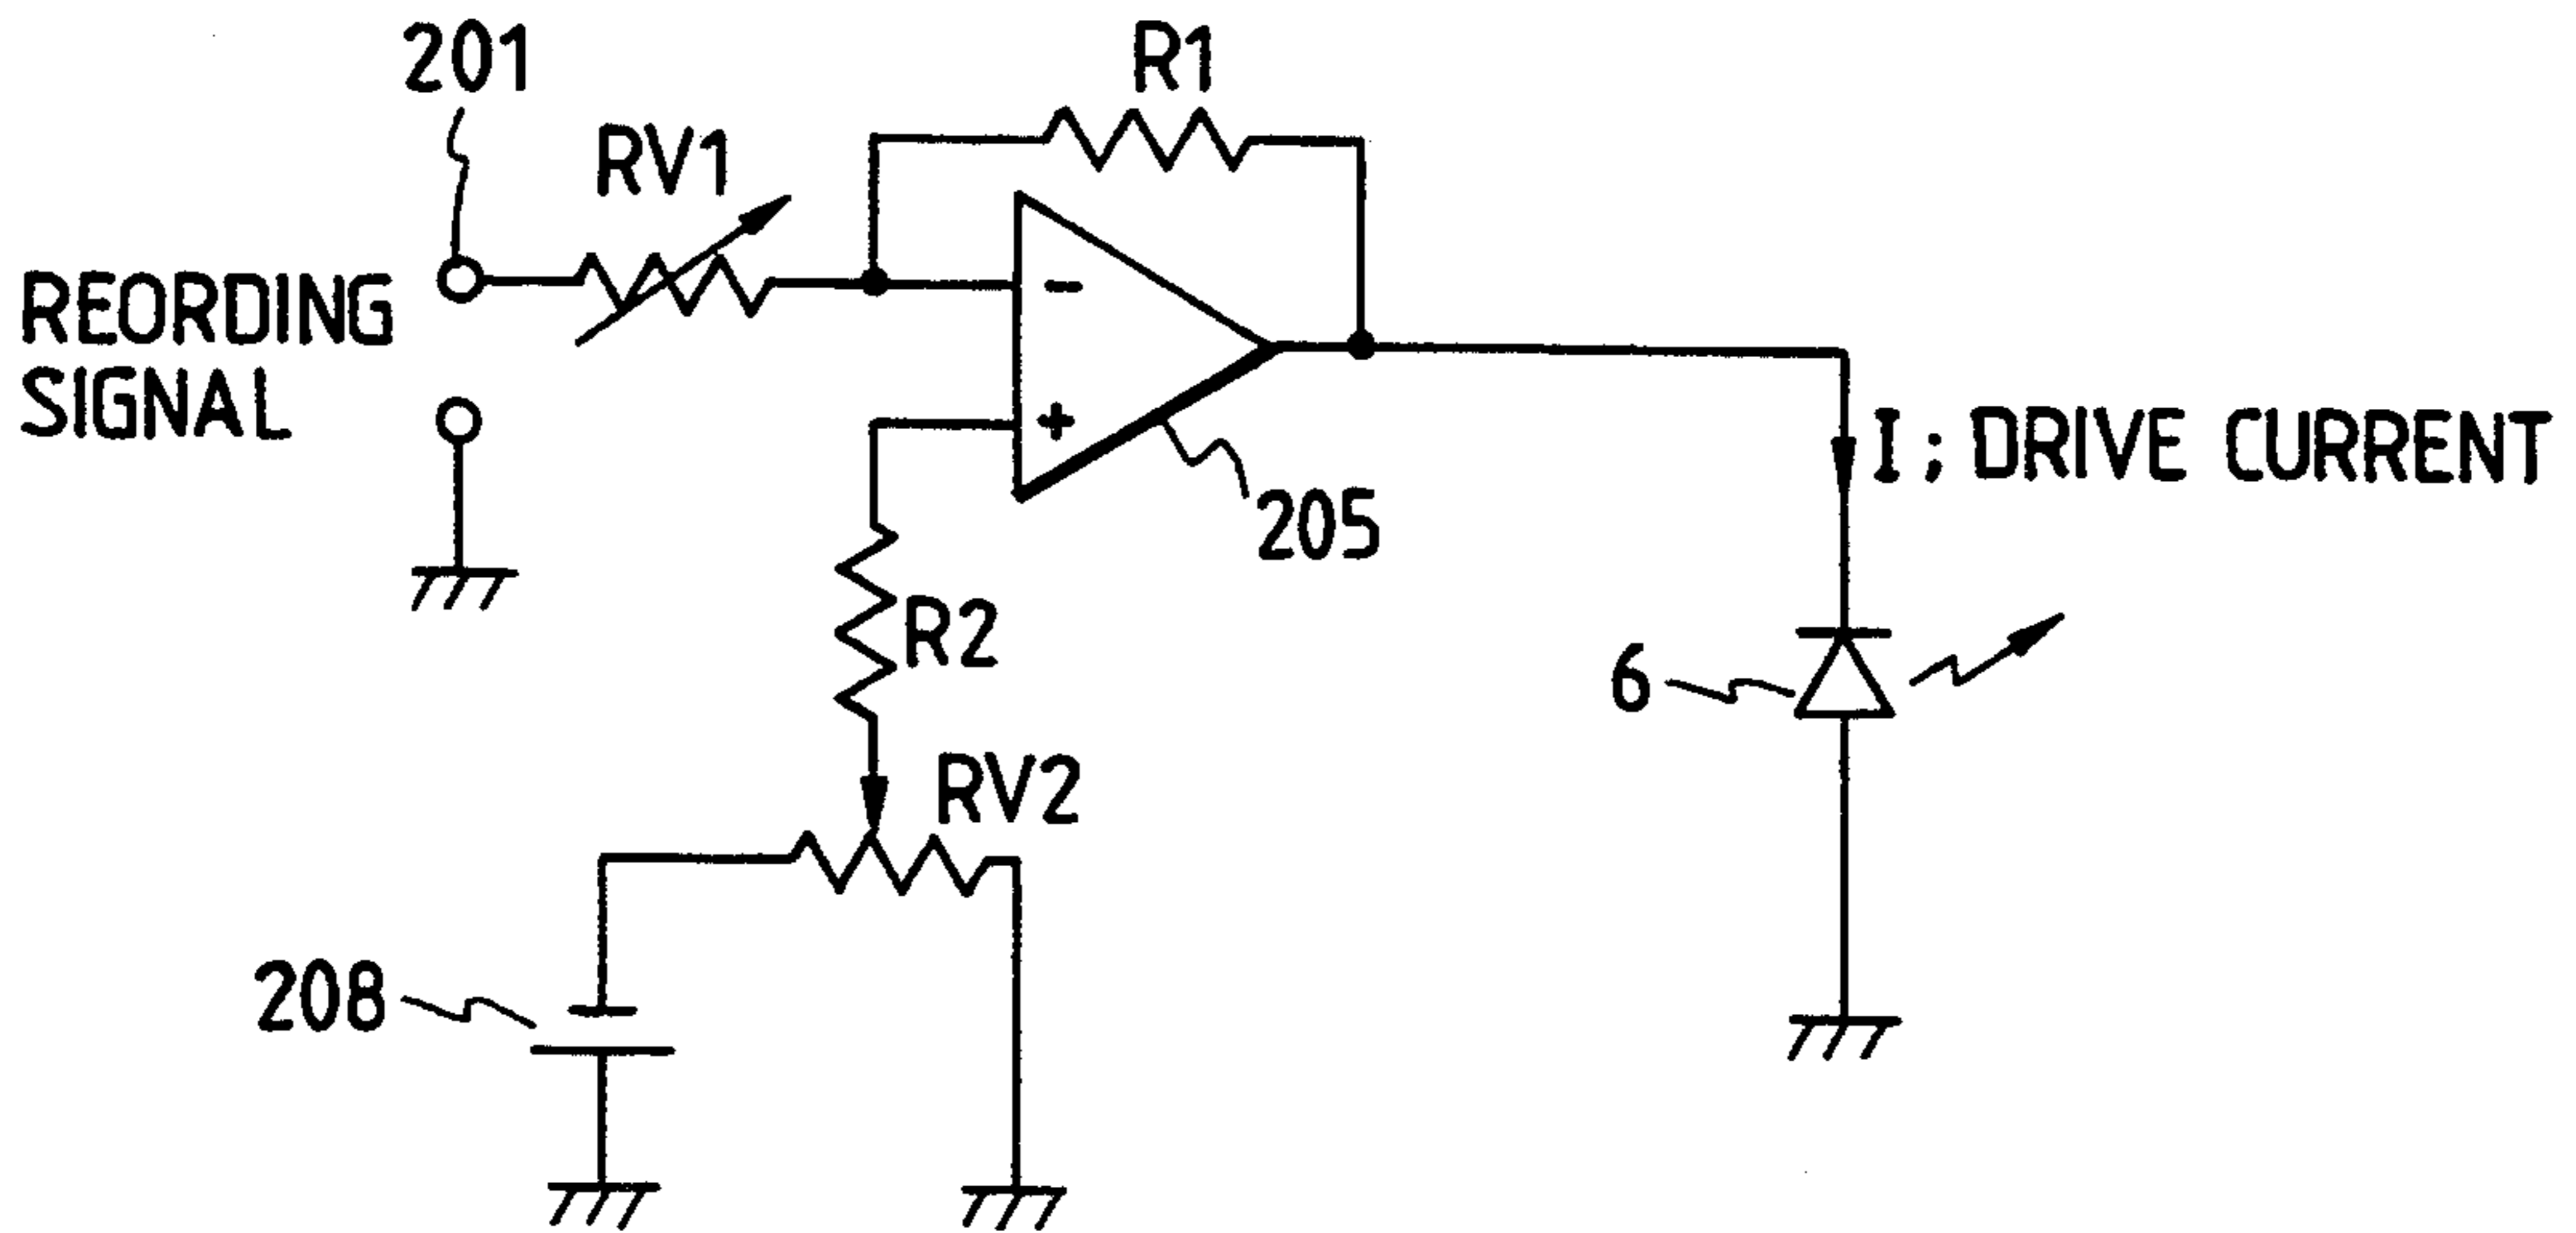 201
R1
RV1
REORDING
SIGNAL
-
+
I ; DRIVE CURRENT
205
R2
6
RV2
208